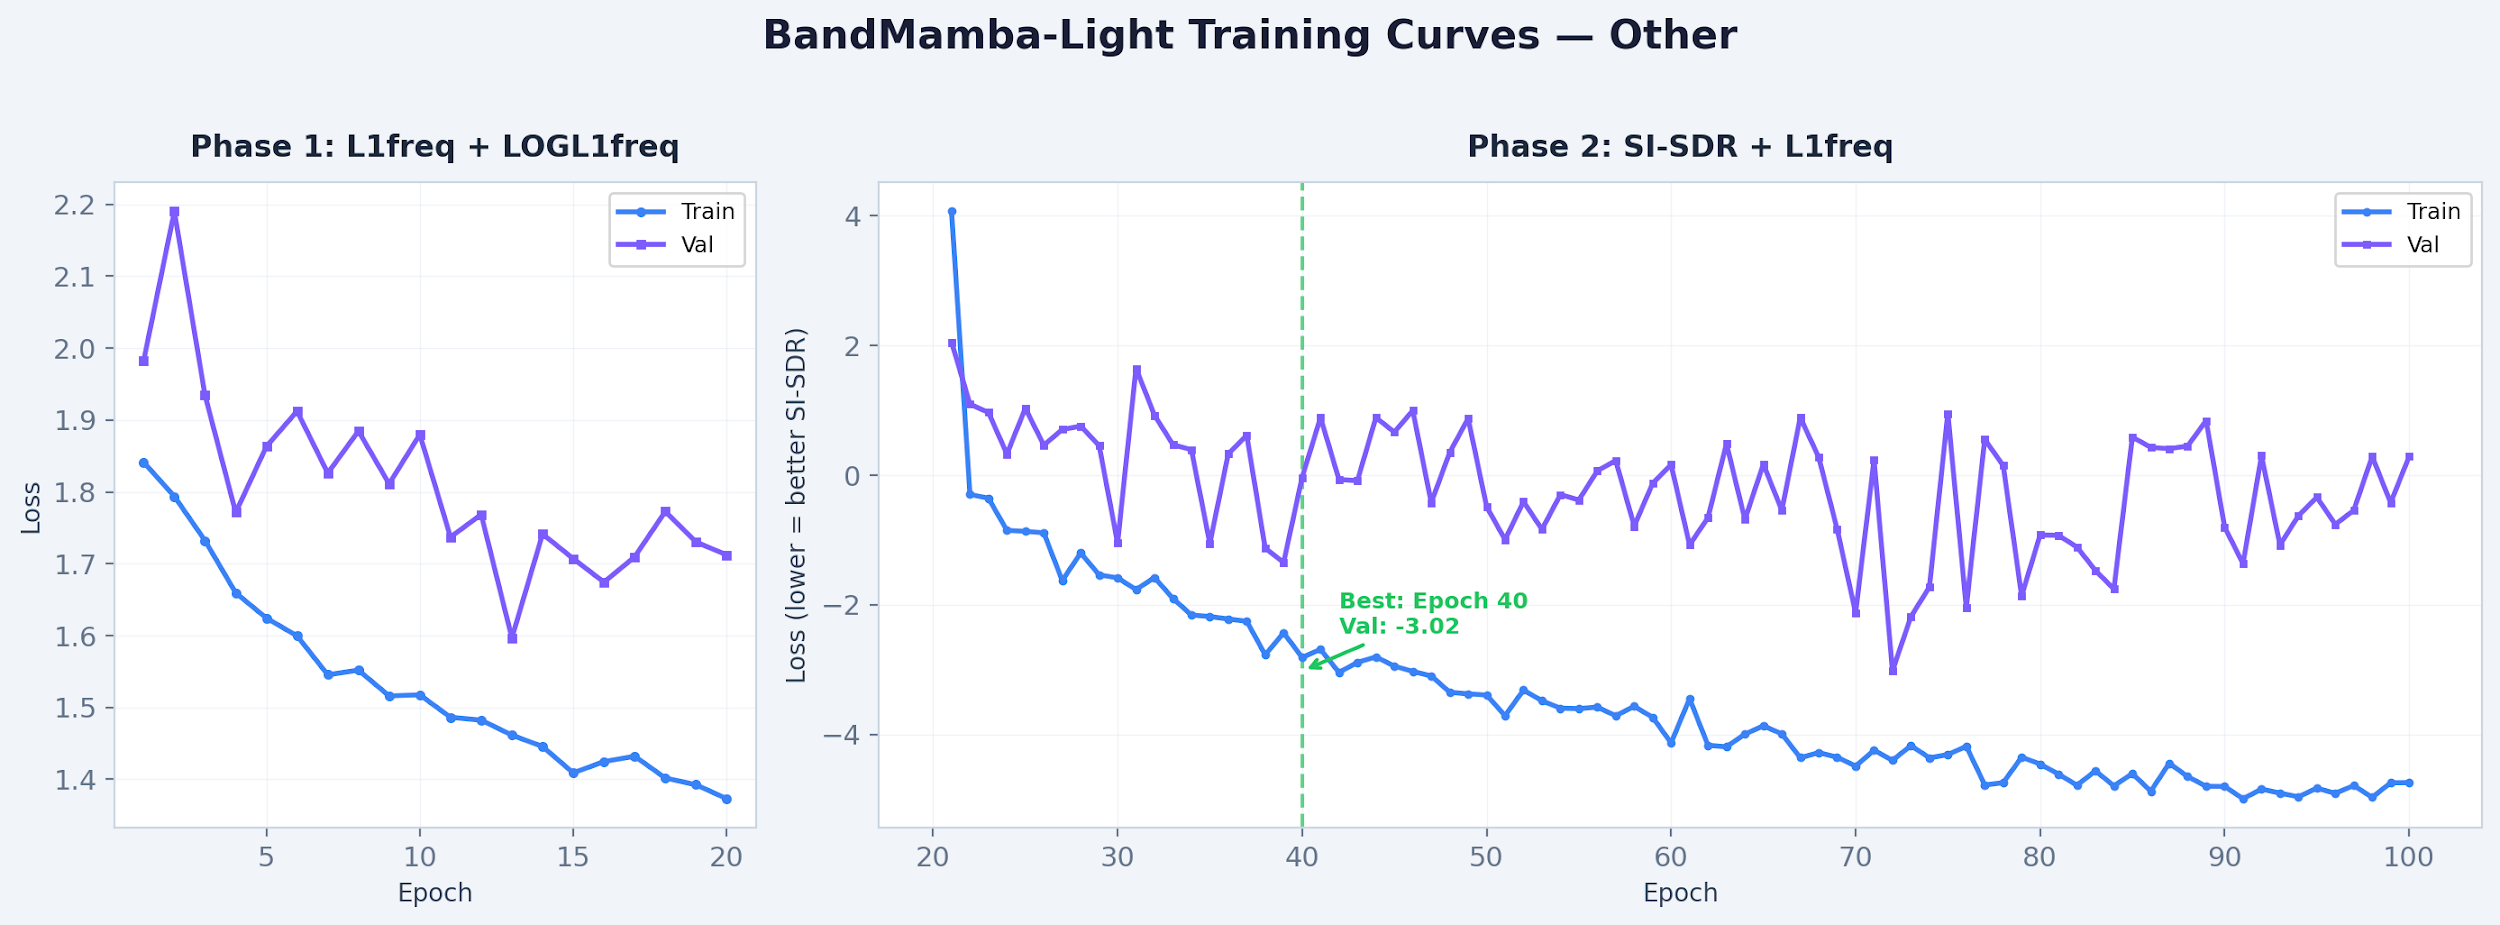 BandMamba-Light Training Curves — Other
Phase 1: L1freq + LOGL1freq
Loss
2.2
2.1
2.0
1.9
1.8
1.7
1.6
1.5
1.4
Train
Val
5
10
15
20
Epoch
Phase 2: SI-SDR + L1freq
Loss (lower = better SI-SDR)
4
2
0
−2
−4
Train
Val
Best: Epoch 40
Val: -3.02
20
30
40
50
60
70
80
90
100
Epoch